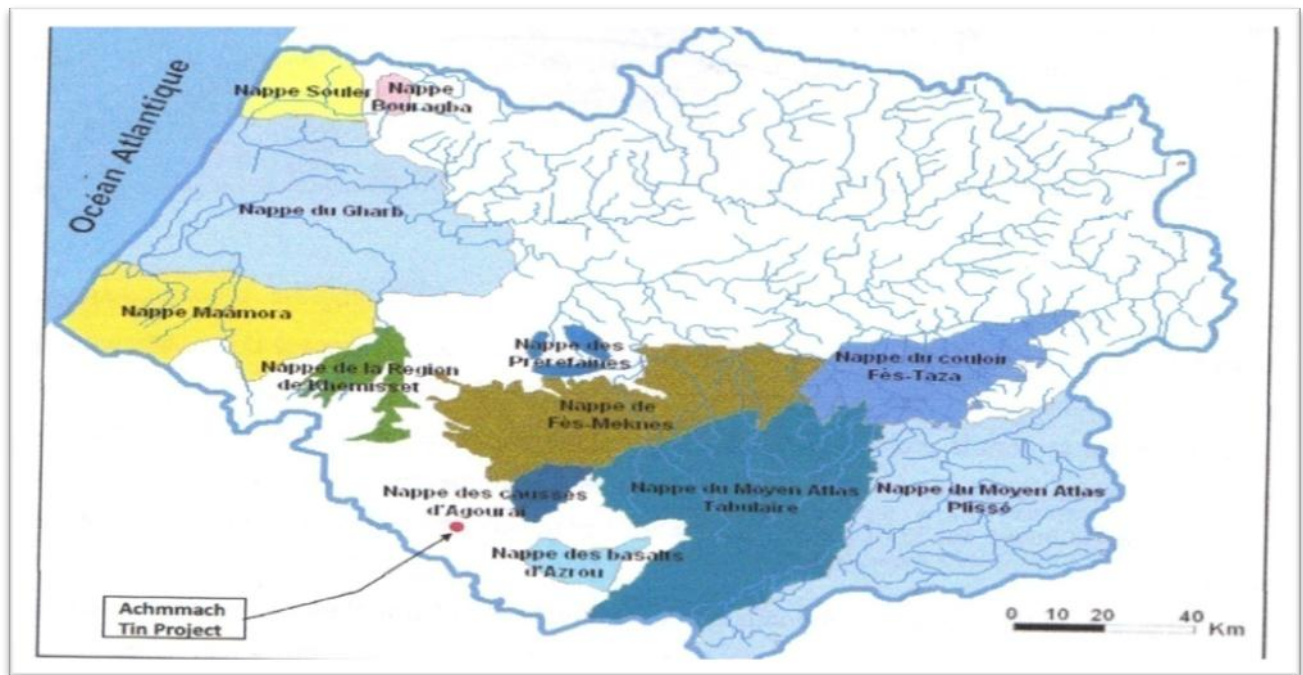 Océan Atlantique
Nappe Souler
Nappe
Bouragba
Nappe du Gharb
Nappe Maâmora
Nappe de la Région
de Khemisset
Nappe des
Prérefaines
Nappe du couloir
Fès-Taza
Nappe de
Fès-Meknes
Nappe des causses
d'Agourai
Nappe du Moyen Atlas
Tabulaire
Nappe du Moyen Atlas
Plissé
Nappe des basalts
d'Azrou
Achmmach
Tin Project
0 10 20 40 Km